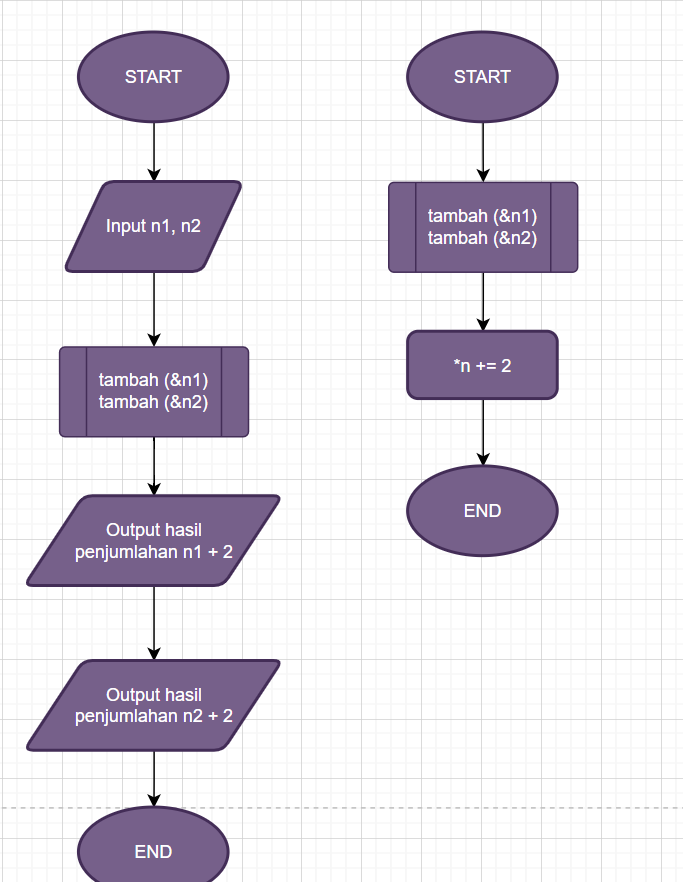 START
Input n1, n2
tambah (&n1)
tambah (&n2)
Output hasil
penjumlahan n1 + 2
Output hasil
penjumlahan n2 + 2
END
START
tambah (&n1)
tambah (&n2)
*n += 2
END